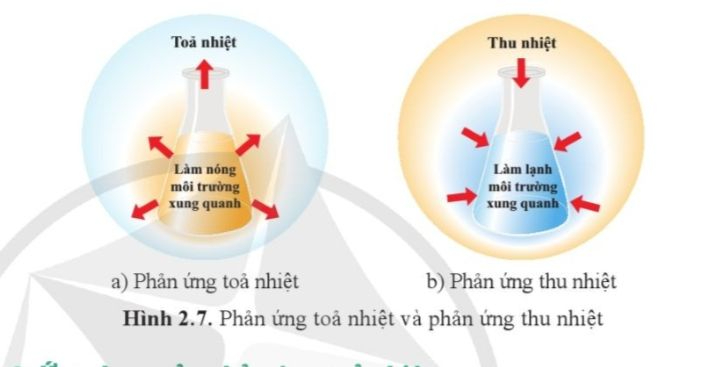 Toả nhiệt
Làm nóng
môi trường
xung quanh
a) Phản ứng toả nhiệt
Thu nhiệt
Làm lạnh
môi trường
xung quanh
b) Phản ứng thu nhiệt
Hình 2.7. Phản ứng toả nhiệt và phản ứng thu nhiệt